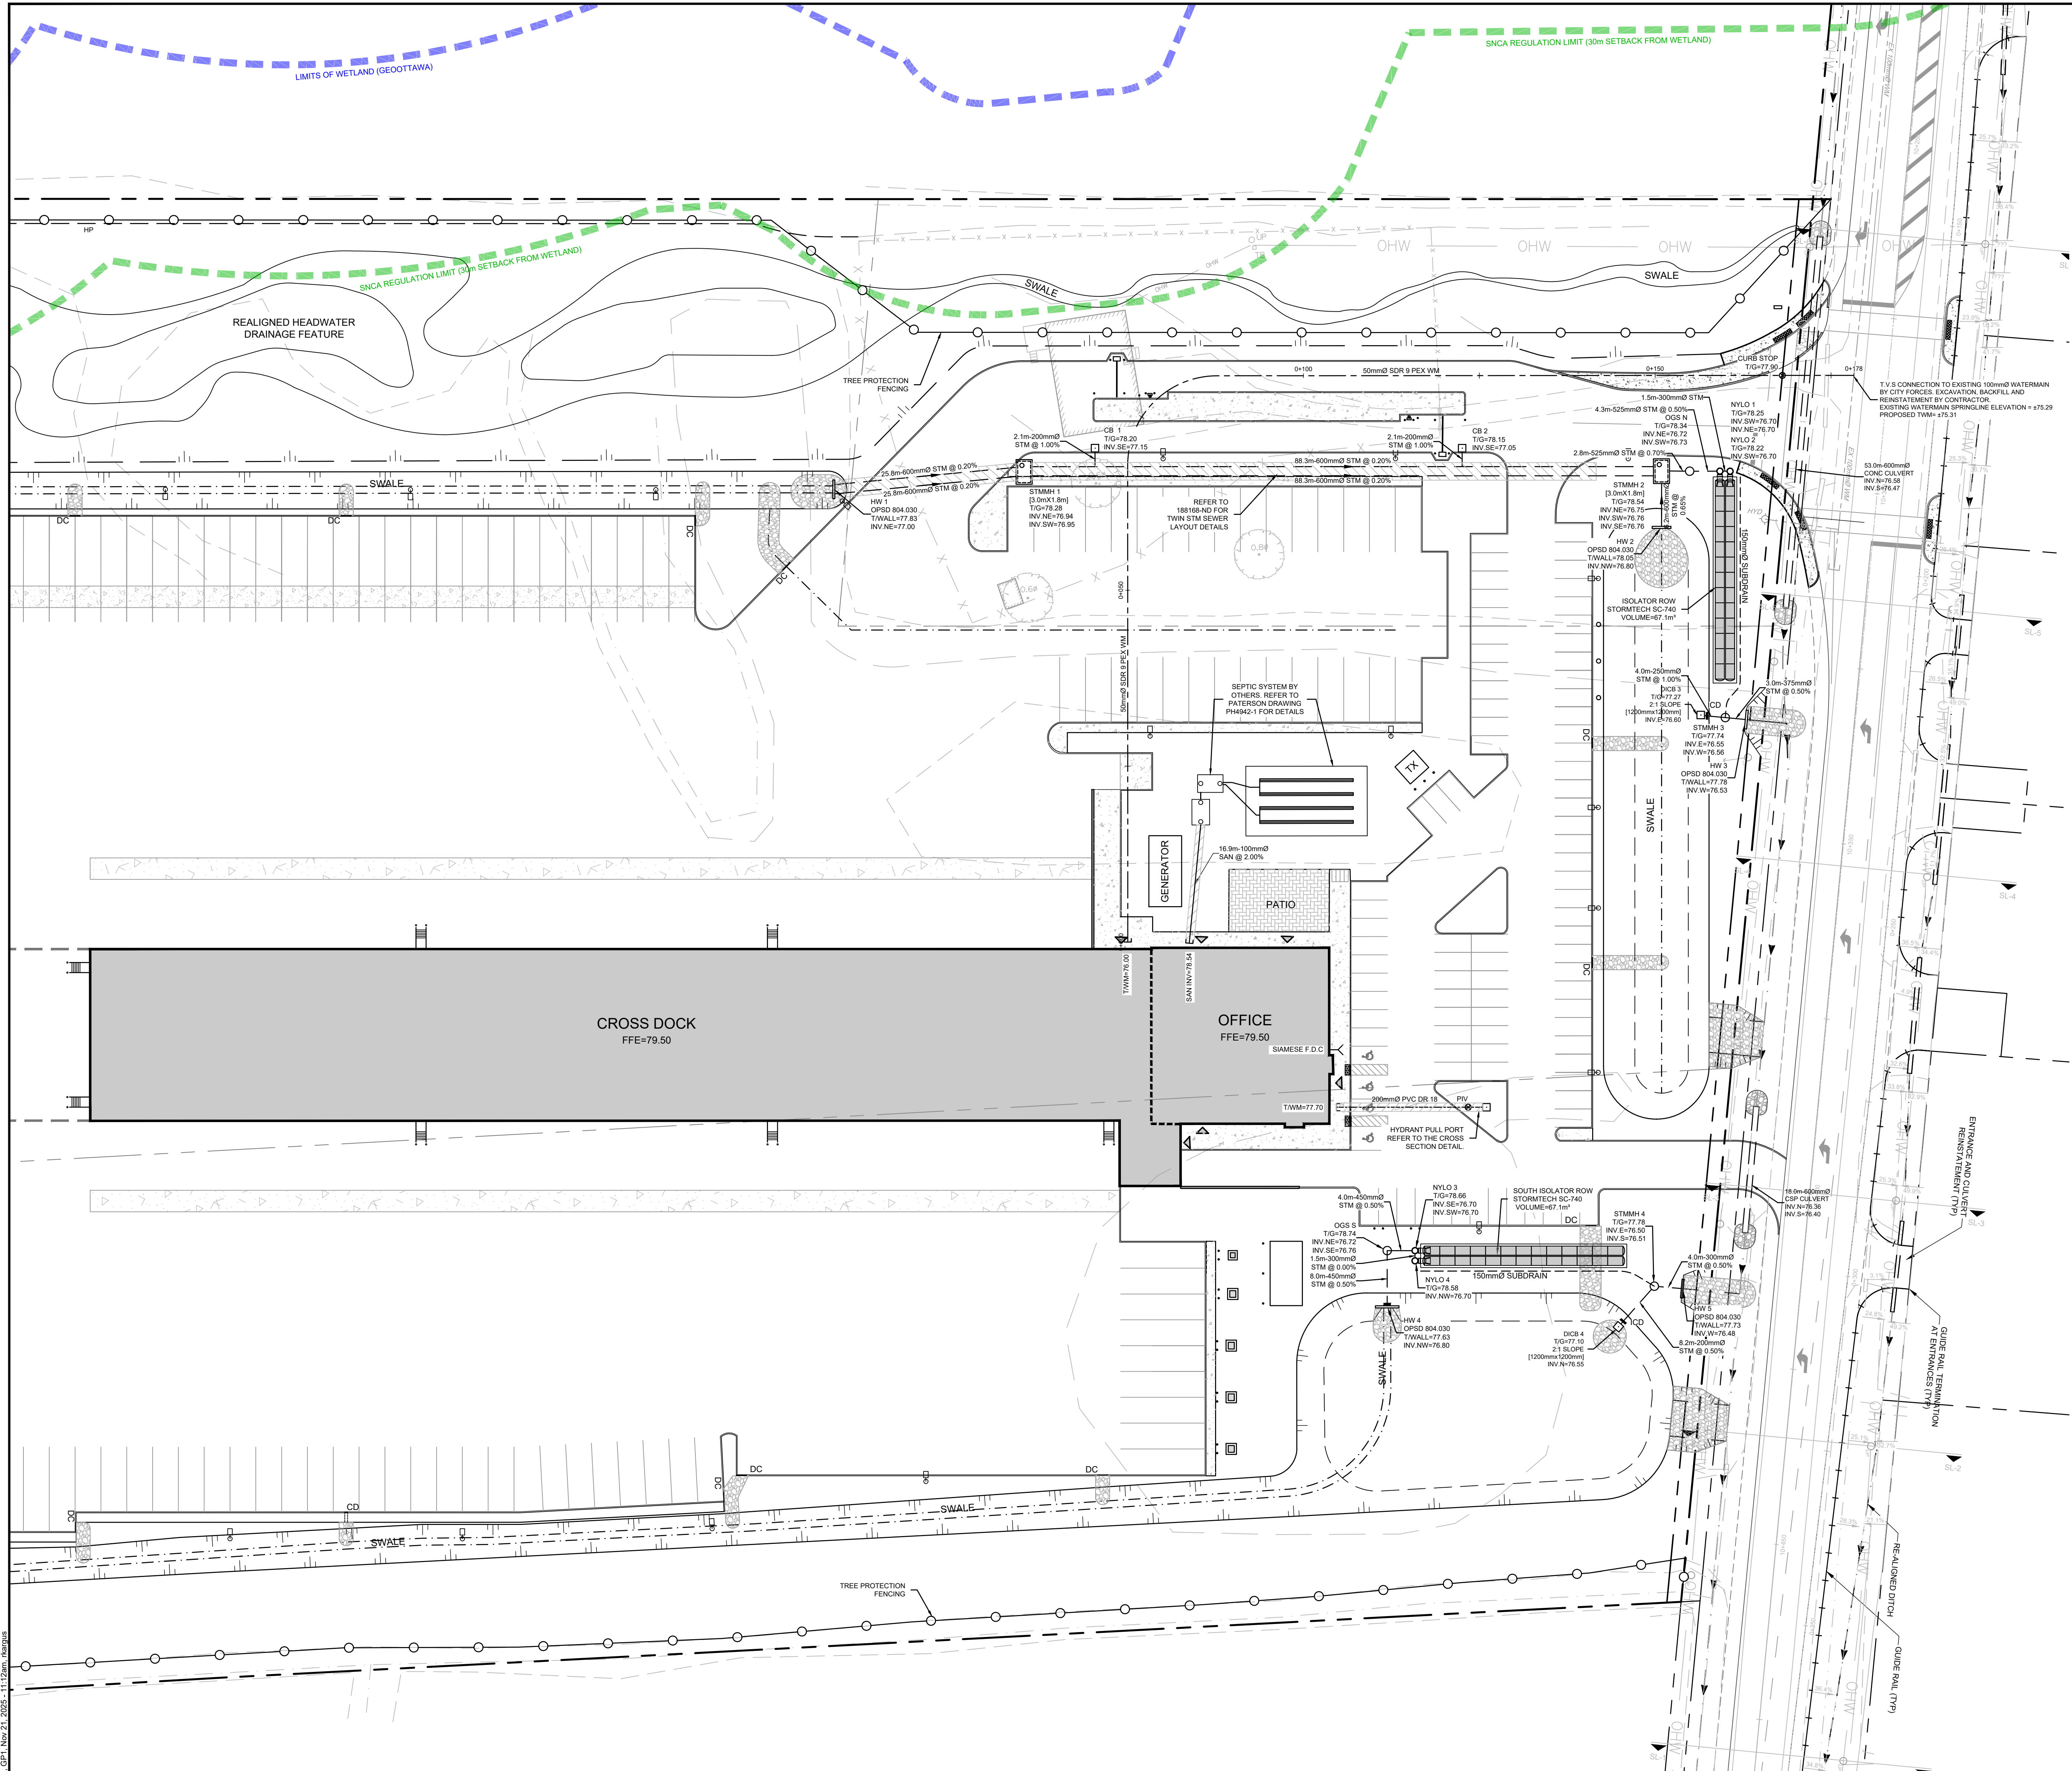 LIMITS OF WETLAND (GEOOTTAWA)
SNCA REGULATION LIMIT (30m SETBACK FROM WETLAND)
HP
SNCA REGULATION LIMIT (30m SETBACK FROM WETLAND)
REALIGNED HEADWATER
DRAINAGE FEATURE
SWALE
SWALE
OHW
OHW
OHW
OHW
UP
TREE PROTECTION
FENCING
0+100
50mmØ SDR 9 PEX WM
0+150
CURB STOP
T/G=77.90
0+178
T.V.S CONNECTION TO EXISTING 100mmØ WATERMAIN
BY CITY FORCES. EXCAVATION, BACKFILL AND
REINSTATEMENT BY CONTRACTOR.
EXISTING WATERMAIN SPRINGLINE ELEVATION = ±75.29
PROPOSED TWM= ±75.31
1.5m-300mmØ STM
4.3m-525mmØ STM @ 0.50%
OGS N
T/G=78.34
INV.NE=76.72
INV.SW=76.73
NYLO 1
T/G=78.25
INV.SW=76.70
INV.NE=76.70
NYLO 2
T/G=78.22
INV.SW=76.70
2.1m-200mmØ
STM @ 1.00%
CB 1
T/G=78.20
INV.SE=77.15
2.1m-200mmØ
STM @ 1.00%
CB 2
T/G=78.15
INV.SE=77.05
2.8m-525mmØ STM @ 0.70%
25.8m-600mmØ STM @ 0.20%
25.8m-600mmØ STM @ 0.20%
88.3m-600mmØ STM @ 0.20%
88.3m-600mmØ STM @ 0.20%
53.0m-600mmØ
CONC CULVERT
INV.N=76.58
INV.S=76.47
SWALE
DC
DC
DC
DC
HW 1
OPSD 804.030
T/WALL=77.83
INV.NE=77.00
STMMH 1
[3.0mX1.8m]
T/G=78.28
INV.NE=76.94
INV.SW=76.95
REFER TO
188168-ND FOR
TWIN STM SEWER
LAYOUT DETAILS
STMMH 2
[3.0mX1.8m]
T/G=78.54
INV.NE=76.75
INV.SW=76.76
INV.SE=76.76
STM @
0.65%
HW 2
OPSD 804.030
T/WALL=78.05
INV.NW=76.80
HYD
150mmØ SUBDRAIN
ISOLATOR ROW
STORMTECH SC-740
VOLUME=67.1m³
0+050
50mmØ SDR 9 PEX WM
SEPTIC SYSTEM BY
OTHERS. REFER TO
PATERSON DRAWING
PH4942-1 FOR DETAILS
4.0m-250mmØ
STM @ 1.00%
DICB 3
T/G=77.27
2:1 SLOPE
[1200mmx1200mm]
INV.E=76.60
CD
3.0m-375mmØ
STM @ 0.50%
STMMH 3
T/G=77.74
INV.E=76.55
INV.W=76.56
HW 3
OPSD 804.030
T/WALL=77.78
INV.W=76.53
SL-5
TX
DC
SWALE
GENERATOR
16.9m-100mmØ
SAN @ 2.00%
PATIO
SL-4
T/WM=76.00
SAN INV=78.54
DC
CROSS DOCK
FFE=79.50
OFFICE
FFE=79.50
SIAMESE F.D.C
T/WM=77.70
200mmØ PVC DR 18
PIV
HYDRANT PULL PORT
REFER TO THE CROSS
SECTION DETAIL.
ENTRANCE AND CULVERT
REINSTATEMENT (TYP)
SL-3
18.0m-600mmØ
CSP CULVERT
INV.N=76.36
INV.S=76.40
4.0m-450mmØ
STM @ 0.50%
NYLO 3
T/G=78.66
INV.SE=76.70
INV.SW=76.70
SOUTH ISOLATOR ROW
STORMTECH SC-740
VOLUME=67.1m³
DC
STMMH 4
T/G=77.78
INV.E=76.50
INV.S=76.51
OGS S
T/G=78.74
INV.NE=76.72
INV.SE=76.76
1.5m-300mmØ
STM @ 0.00%
8.0m-450mmØ
STM @ 0.50%
4.0m-300mmØ
STM @ 0.50%
NYLO 4
T/G=78.58
INV.NW=76.70
150mmØ SUBDRAIN
HW 4
OPSD 804.030
T/WALL=77.63
INV.NW=76.80
CD
DICB 4
T/G=77.10
2:1 SLOPE
[1200mmx1200mm]
INV.N=76.55
HW 5
OPSD 804.030
T/WALL=77.73
INV.W=76.48
8.2m-200mmØ
STM @ 0.50%
GUIDE RAIL TERMINATION
AT ENTRANCES (TYP)
SWALE
SL-2
DC
DC
DC
DC
CD
SWALE
SWALE
RE-ALIGNED DITCH
TREE PROTECTION
FENCING
GUIDE RAIL (TYP)
GP1, Nov 21, 2025 - 11:12am, rkargus